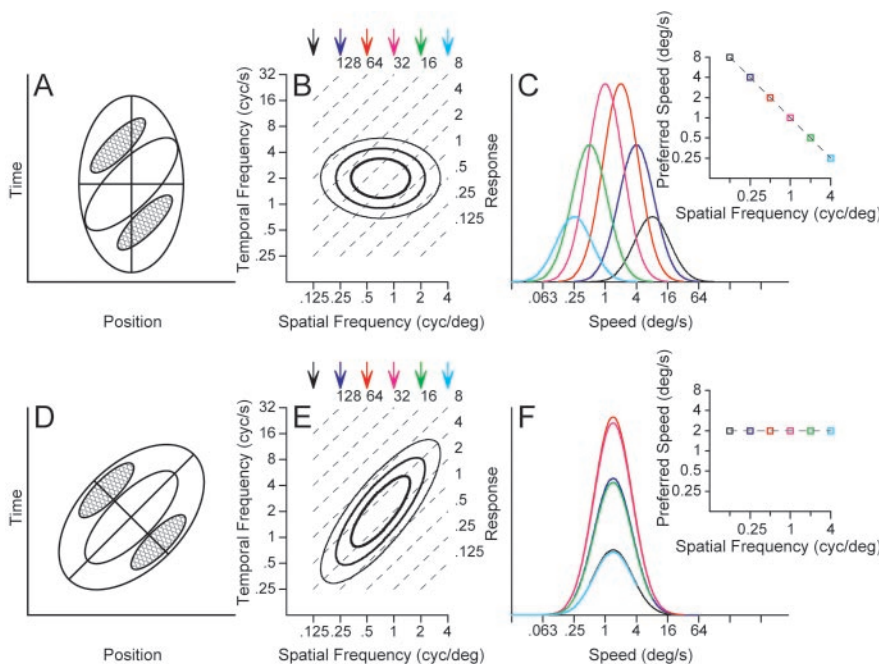 A
Time
Position
B
128 64 32 16 8
Temporal Frequency (cyc/s)
32
16
8
4
2
1
.5
.25
4
2
1
.5
.25
.125
.125 .25 .5 1 2 4
Spatial Frequency (cyc/deg)
C
Response
.063 .25 1 4 16 64
Speed (deg/s)
Preferred Speed (deg/s)
8
4
2
1
0.5
0.25
0.25 1 4
Spatial Frequency (cyc/deg)
D
Time
Position
E
128 64 32 16 8
Temporal Frequency (cyc/s)
32
16
8
4
2
1
.5
.25
4
2
1
.5
.25
.125
.125 .25 .5 1 2 4
Spatial Frequency (cyc/deg)
F
Response
.063 .25 1 4 16 64
Speed (deg/s)
Preferred Speed (deg/s)
8
4
2
1
0.5
0.25
0.25 1 4
Spatial Frequency (cyc/deg)